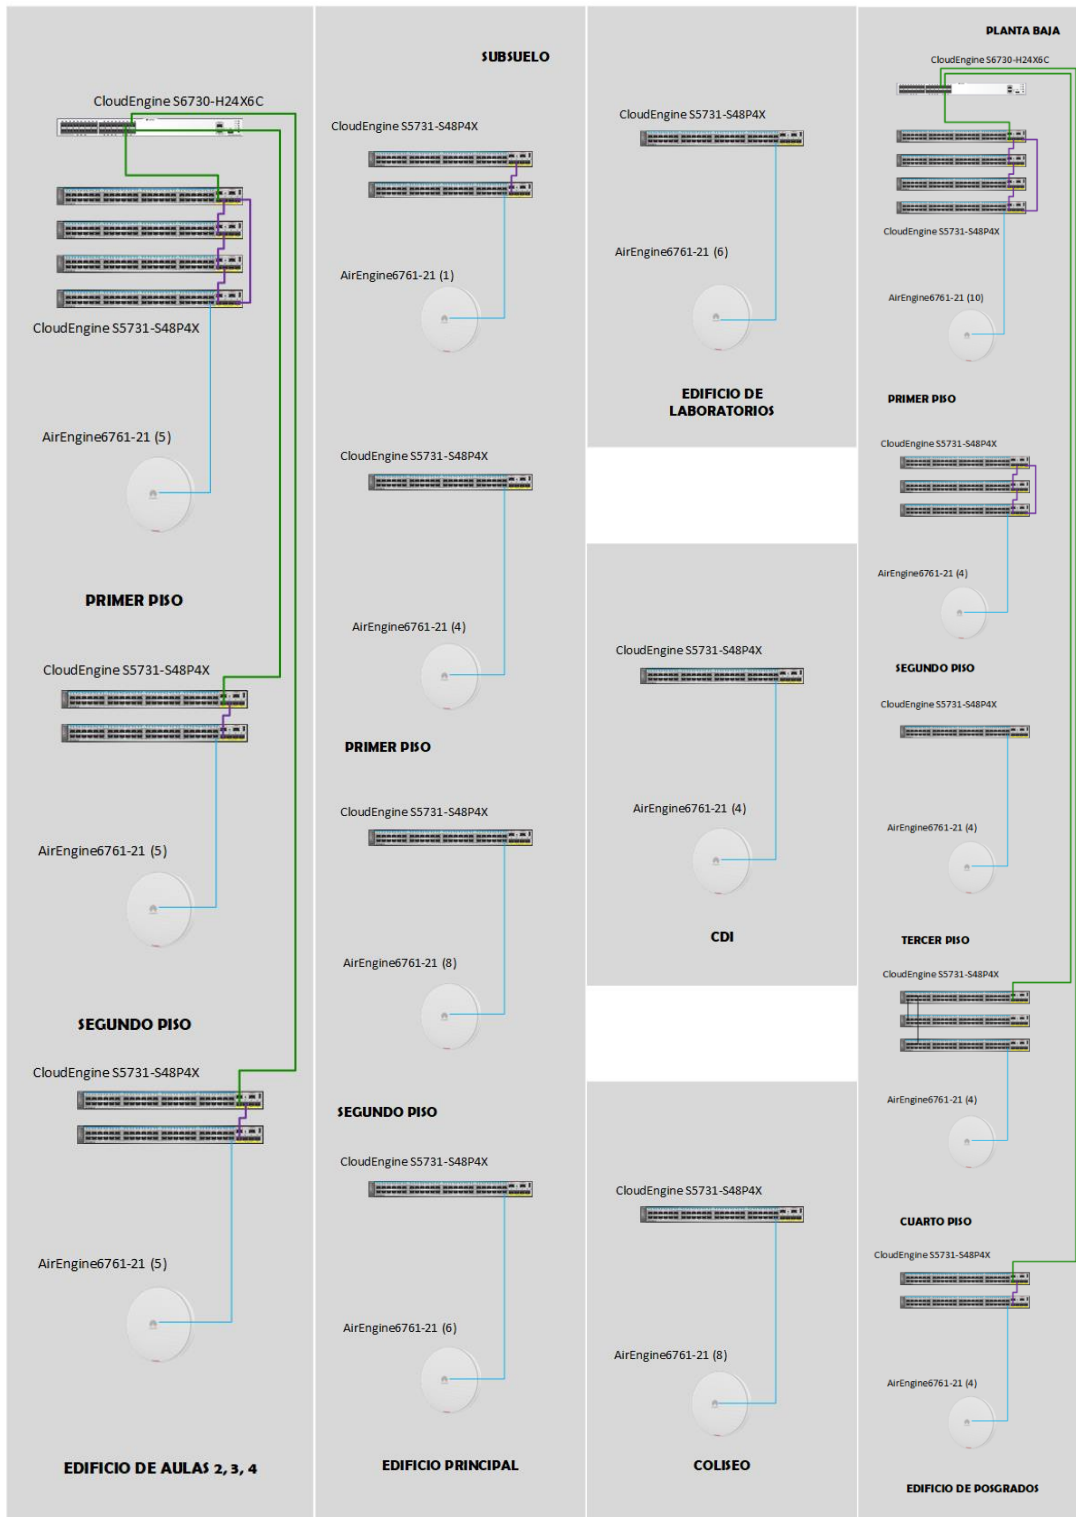 CloudEngine S6730-H24X6C
CloudEngine S5731-S48P4X
AirEngine6761-21 (5)
PRIMER PISO
CloudEngine S5731-S48P4X
AirEngine6761-21 (5)
SEGUNDO PISO
CloudEngine S5731-S48P4X
AirEngine6761-21 (5)
EDIFICIO DE AULAS 2, 3, 4
SUBSUELO
CloudEngine S5731-S48P4X
AirEngine6761-21 (1)
CloudEngine S5731-S48P4X
AirEngine6761-21 (4)
PRIMER PISO
CloudEngine S5731-S48P4X
AirEngine6761-21 (8)
SEGUNDO PISO
CloudEngine S5731-S48P4X
AirEngine6761-21 (6)
EDIFICIO PRINCIPAL
CloudEngine S5731-S48P4X
AirEngine6761-21 (6)
EDIFICIO DE
LABORATORIOS
CloudEngine S5731-S48P4X
AirEngine6761-21 (4)
CDI
CloudEngine S5731-S48P4X
AirEngine6761-21 (8)
COLISEO
PLANTA BAJA
CloudEngine S6730-H24X6C
CloudEngine S5731-S48P4X
AirEngine6761-21 (10)
PRIMER PISO
CloudEngine S5731-S48P4X
AirEngine6761-21 (4)
SEGUNDO PISO
CloudEngine S5731-S48P4X
AirEngine6761-21 (4)
TERCER PISO
CloudEngine S5731-S48P4X
AirEngine6761-21 (4)
CUARTO PISO
CloudEngine S5731-S48P4X
AirEngine6761-21 (4)
EDIFICIO DE POSGRADOS